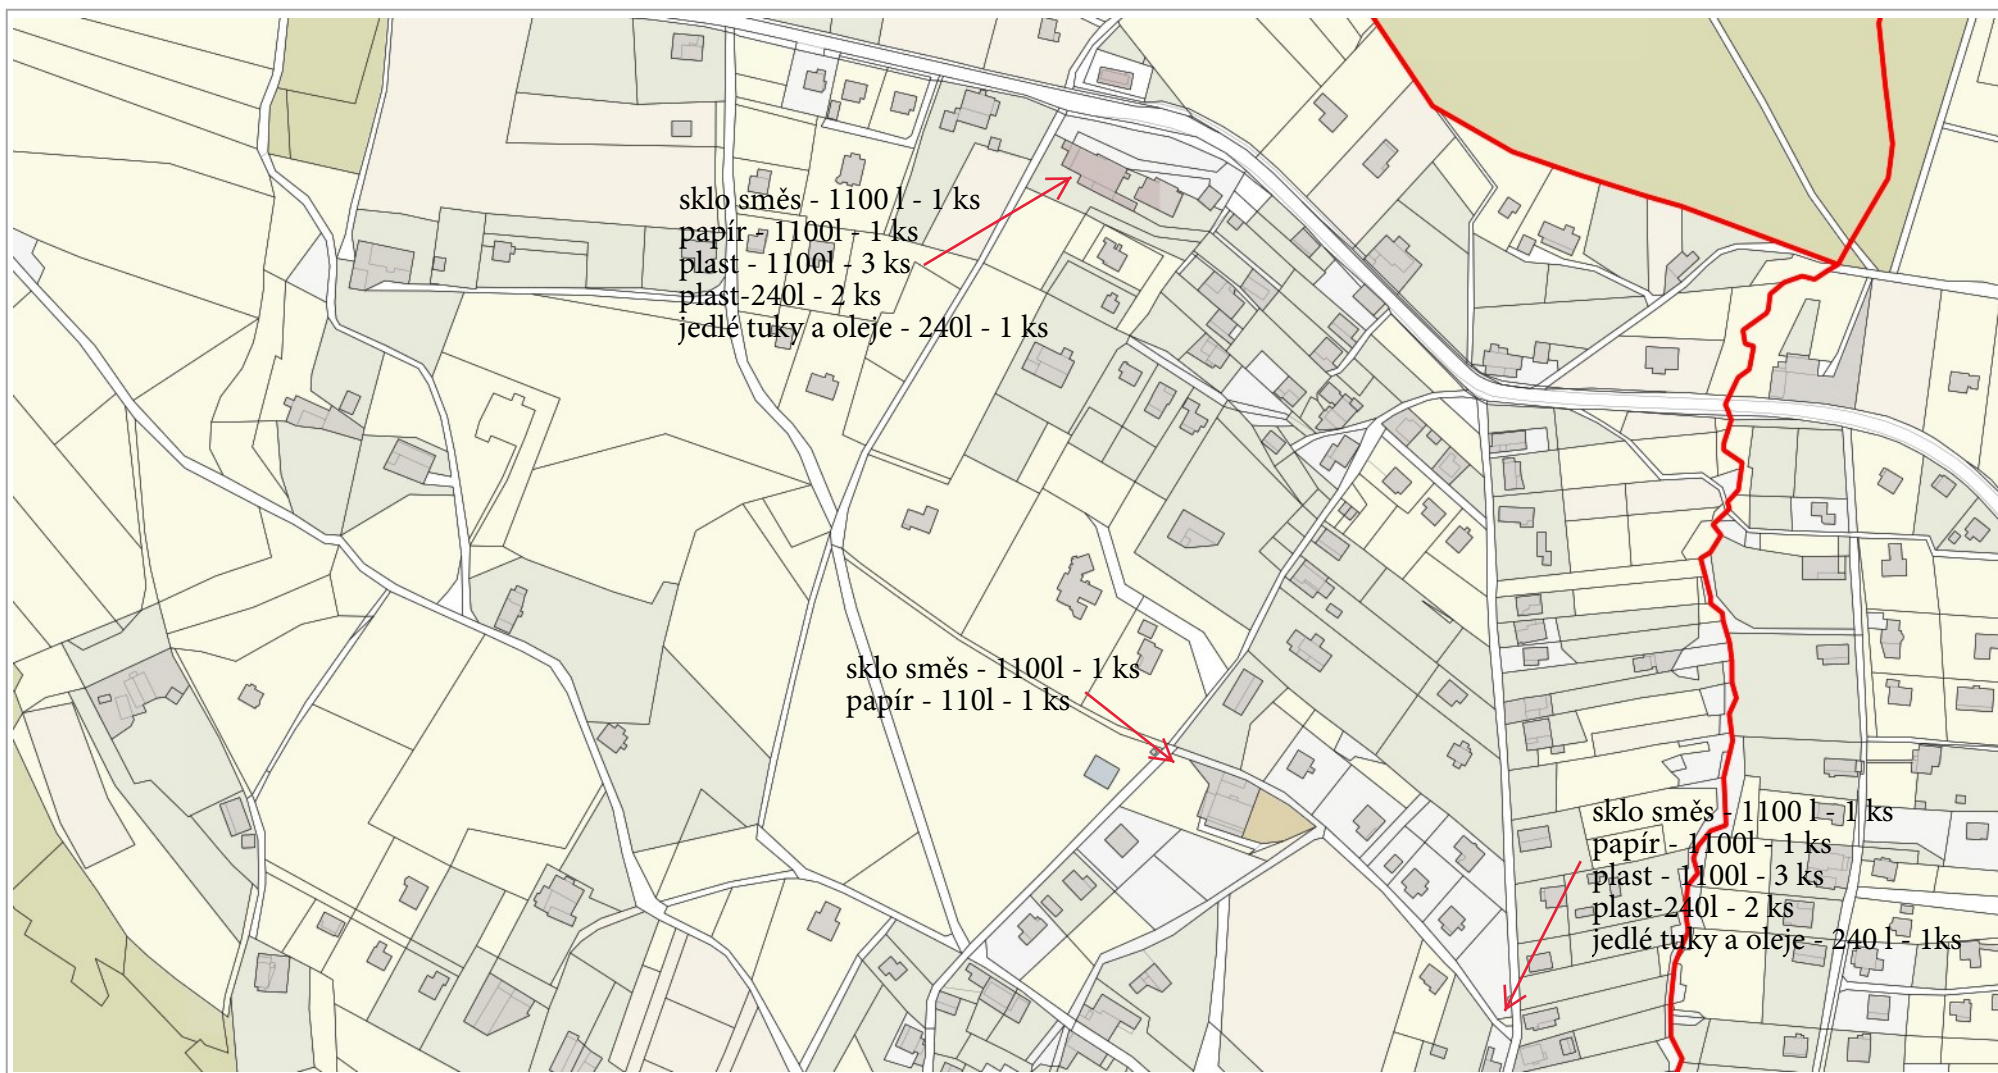 sklo směs - 1100 l - 1 ks
papír - 1100l - 1 ks
plast - 1100l - 3 ks
plast-240l - 2 ks
jedlé tuky a oleje - 240l - 1 ks
sklo směs - 1100l - 1 ks
papír - 110l - 1 ks
sklo směs - 1100 l - 1 ks
papír - 1100l - 1 ks
plast - 1100l - 3 ks
plast-240l - 2 ks
jedlé tuky a oleje - 240 l - 1ks